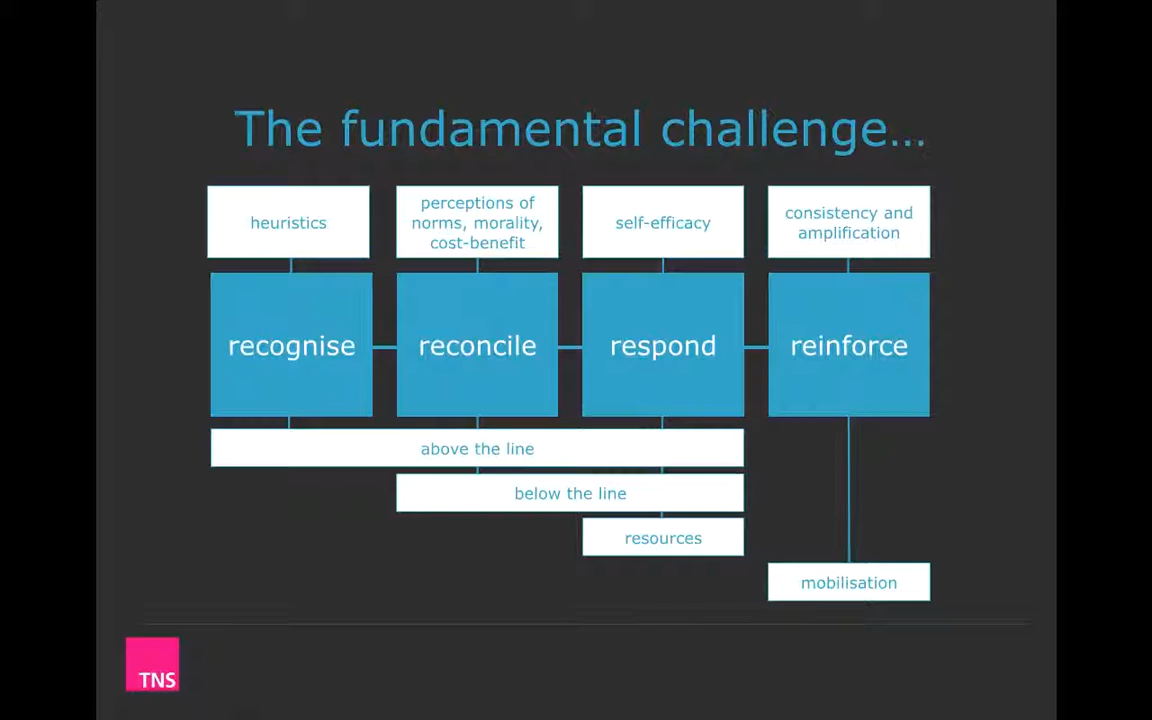 The fundamental challenge...
heuristics
perceptions of
norms, morality,
cost-benefit
self-efficacy
consistency and
amplification
recognise
reconcile
respond
reinforce
above the line
below the line
resources
mobilisation
TNS